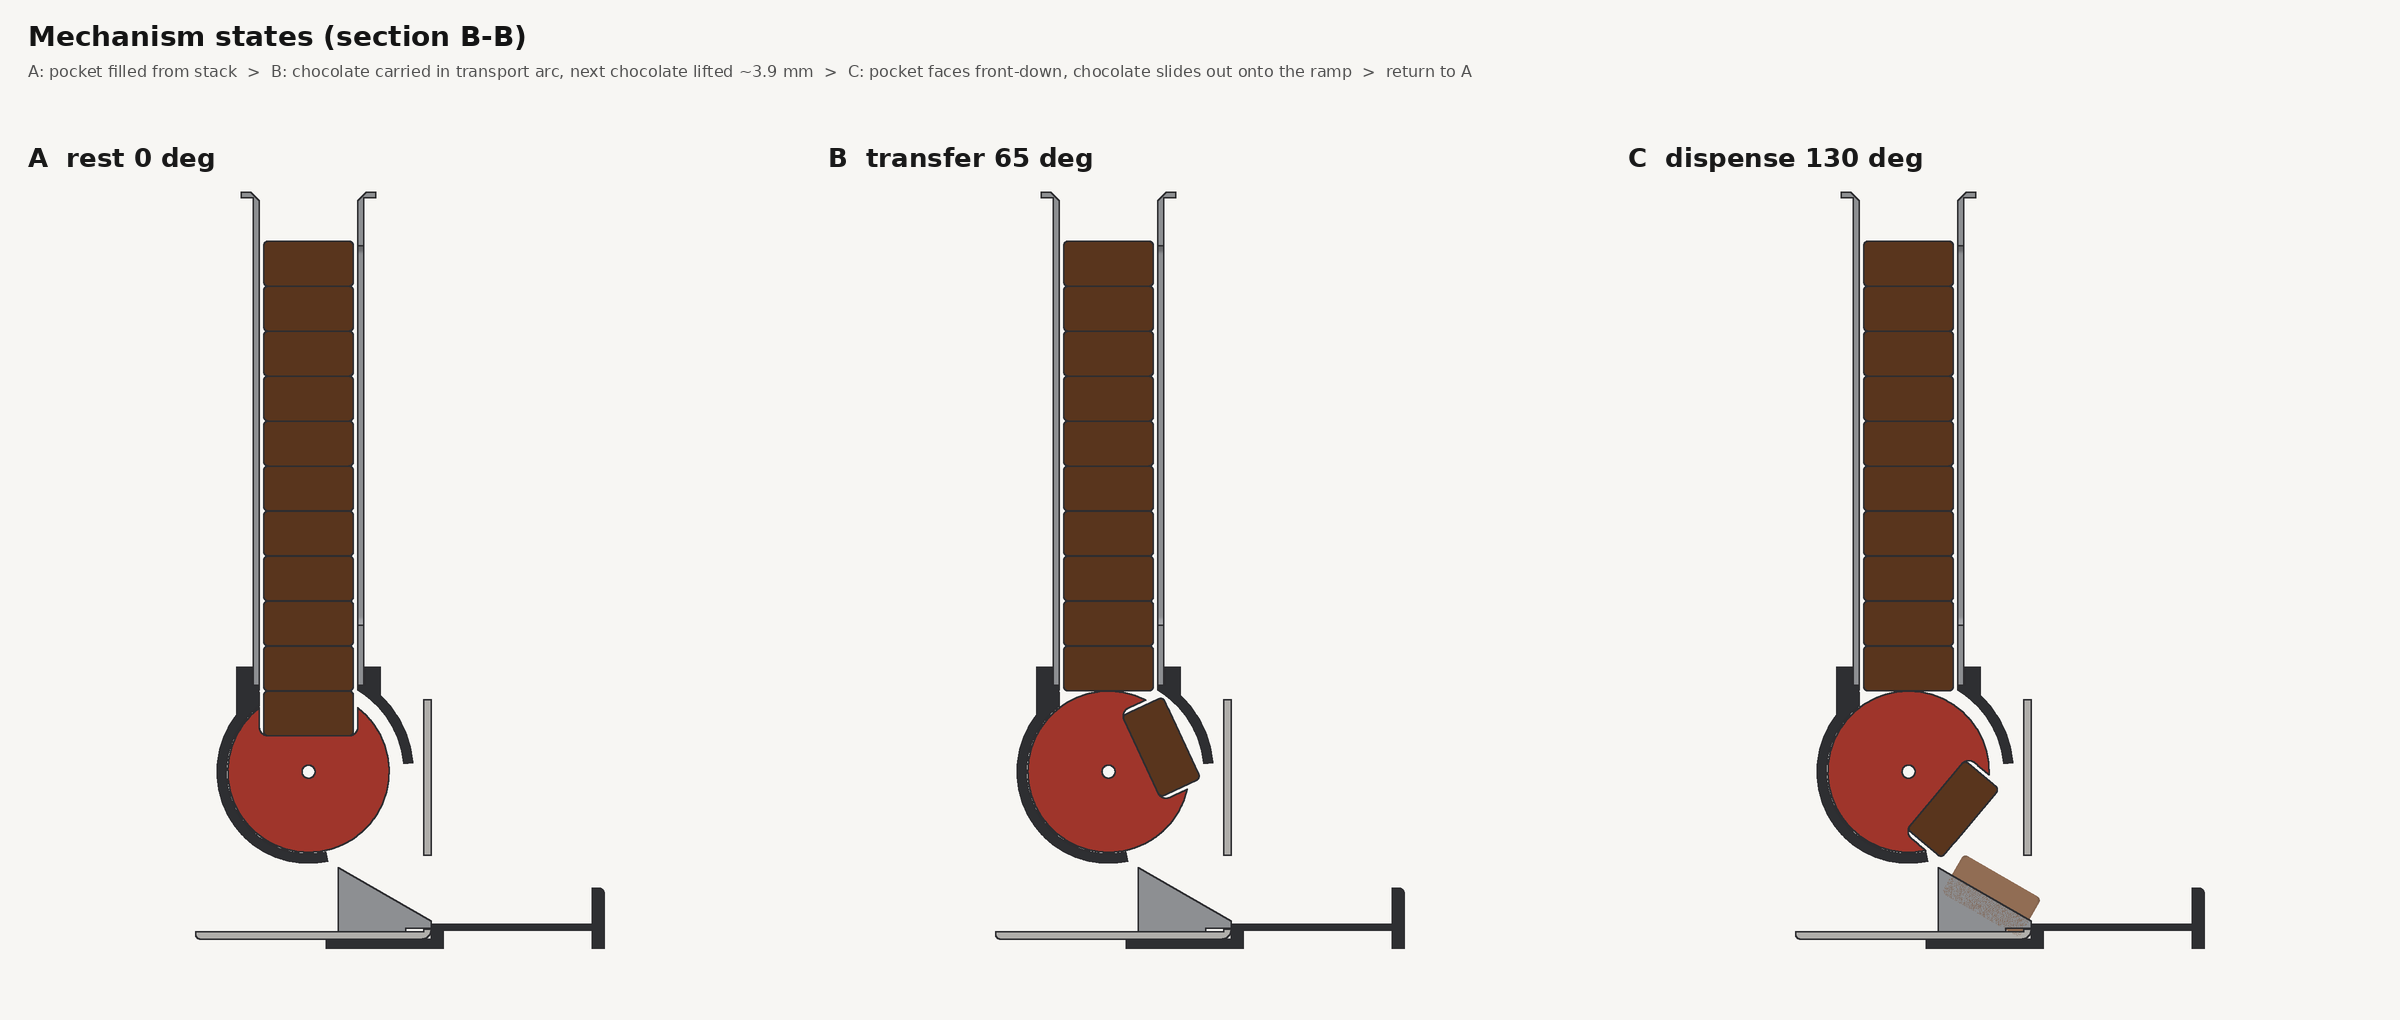 Mechanism states (section B-B)
A: pocket filled from stack > B: chocolate carried in transport arc, next chocolate lifted ~3.9 mm > C: pocket faces front-down, chocolate slides out onto the ramp > return to A
A rest 0 deg
B transfer 65 deg
C dispense 130 deg